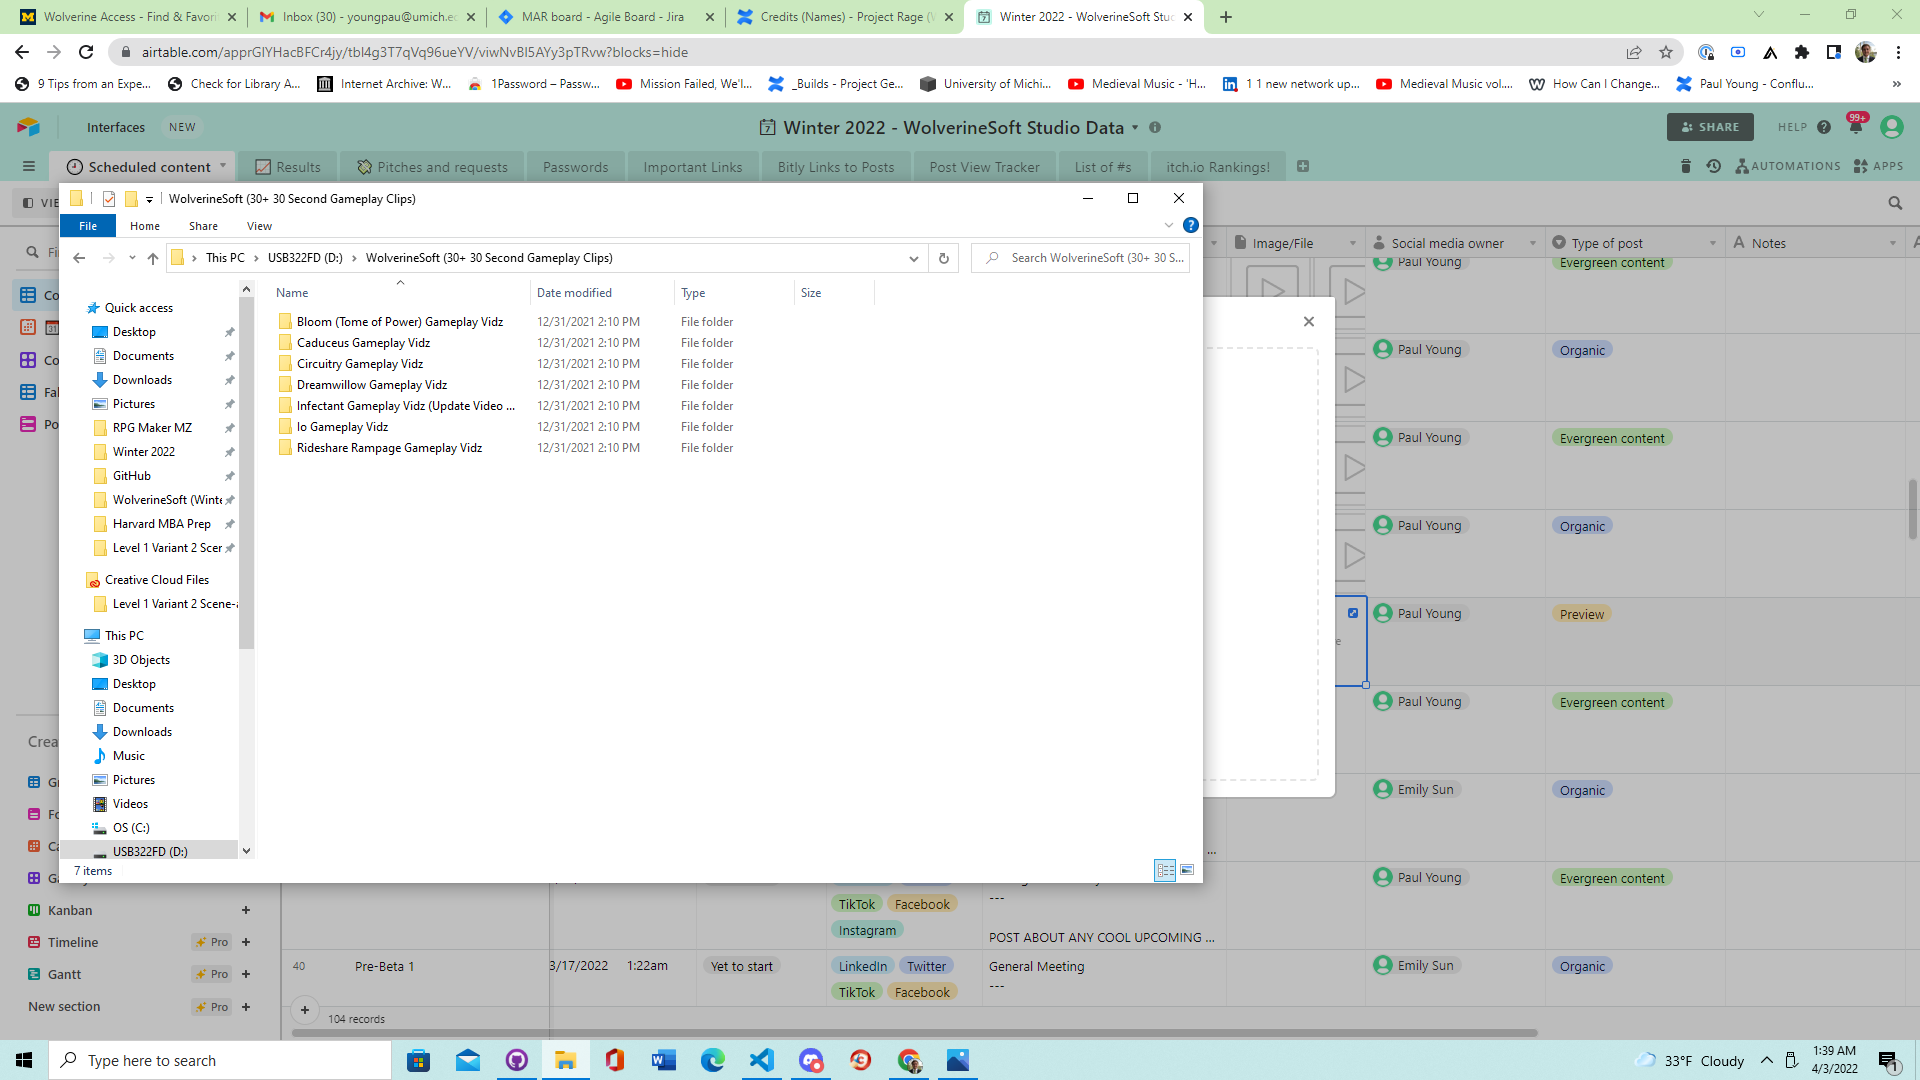 Wolverine Access - Find & Favori
Inbox (30) - youngpau@umich.ed
MAR board - Agile Board - Jira
Credits (Names) - Project Rage (W
Winter 2022 - WolverineSoft Stud
airtable.com/apprGlYHacBFCr4jy/tbl4g3T7qVq96ueYV/viwNvBI5AYy3pTRvw?blocks=hide
9 Tips from an Expe...
Check for Library A...
Internet Archive: W...
1Password – Passw...
Mission Failed, We'l...
_Builds - Project Ge...
University of Michi...
Medieval Music - 'H...
1 1 new network up...
Medieval Music vol....
How Can I Change...
Paul Young - Conflu...
»
Interfaces
NEW
Winter 2022 - WolverineSoft Studio Data
SHARE
HELP
99+
Scheduled content
Results
Pitches and requests
Passwords
Important Links
Bitly Links to Posts
Post View Tracker
List of #s
itch.io Rankings!
AUTOMATIONS
APPS
WolverineSoft (30+ 30 Second Gameplay Clips)
File
Home
Share
View
This PC
USB322FD (D:)
WolverineSoft (30+ 30 Second Gameplay Clips)
Search WolverineSoft (30+ 30 S...
Name
Date modified
Type
Size
Bloom (Tome of Power) Gameplay Vidz 12/31/2021 2:10 PM File folder
Caduceus Gameplay Vidz 12/31/2021 2:10 PM File folder
Circuitry Gameplay Vidz 12/31/2021 2:10 PM File folder
Dreamwillow Gameplay Vidz 12/31/2021 2:10 PM File folder
Infectant Gameplay Vidz (Update Video ... 12/31/2021 2:10 PM File folder
Io Gameplay Vidz 12/31/2021 2:10 PM File folder
Rideshare Rampage Gameplay Vidz 12/31/2021 2:10 PM File folder
Quick access
Desktop
Documents
Downloads
Pictures
RPG Maker MZ
Winter 2022
GitHub
WolverineSoft (Winte
Harvard MBA Prep
Level 1 Variant 2 Scer
Creative Cloud Files
Level 1 Variant 2 Scene-a
This PC
3D Objects
Desktop
Documents
Downloads
Music
Pictures
Videos
OS (C:)
USB322FD (D:)
7 items
Image/File
Social media owner
Type of post
Notes
Paul Young Evergreen content
Paul Young Organic
Paul Young Evergreen content
Paul Young Organic
Paul Young Preview
Paul Young Evergreen content
Emily Sun Organic
Paul Young Evergreen content
Emily Sun Organic
TikTok Facebook
Instagram
---
POST ABOUT ANY COOL UPCOMING ...
40 Pre-Beta 1 3/17/2022 1:22am Yet to start
LinkedIn Twitter
TikTok Facebook
General Meeting
---
104 records
Kanban
Timeline Pro
Gantt Pro
New section Pro
Type here to search
33°F Cloudy
1:39 AM
4/3/2022
1